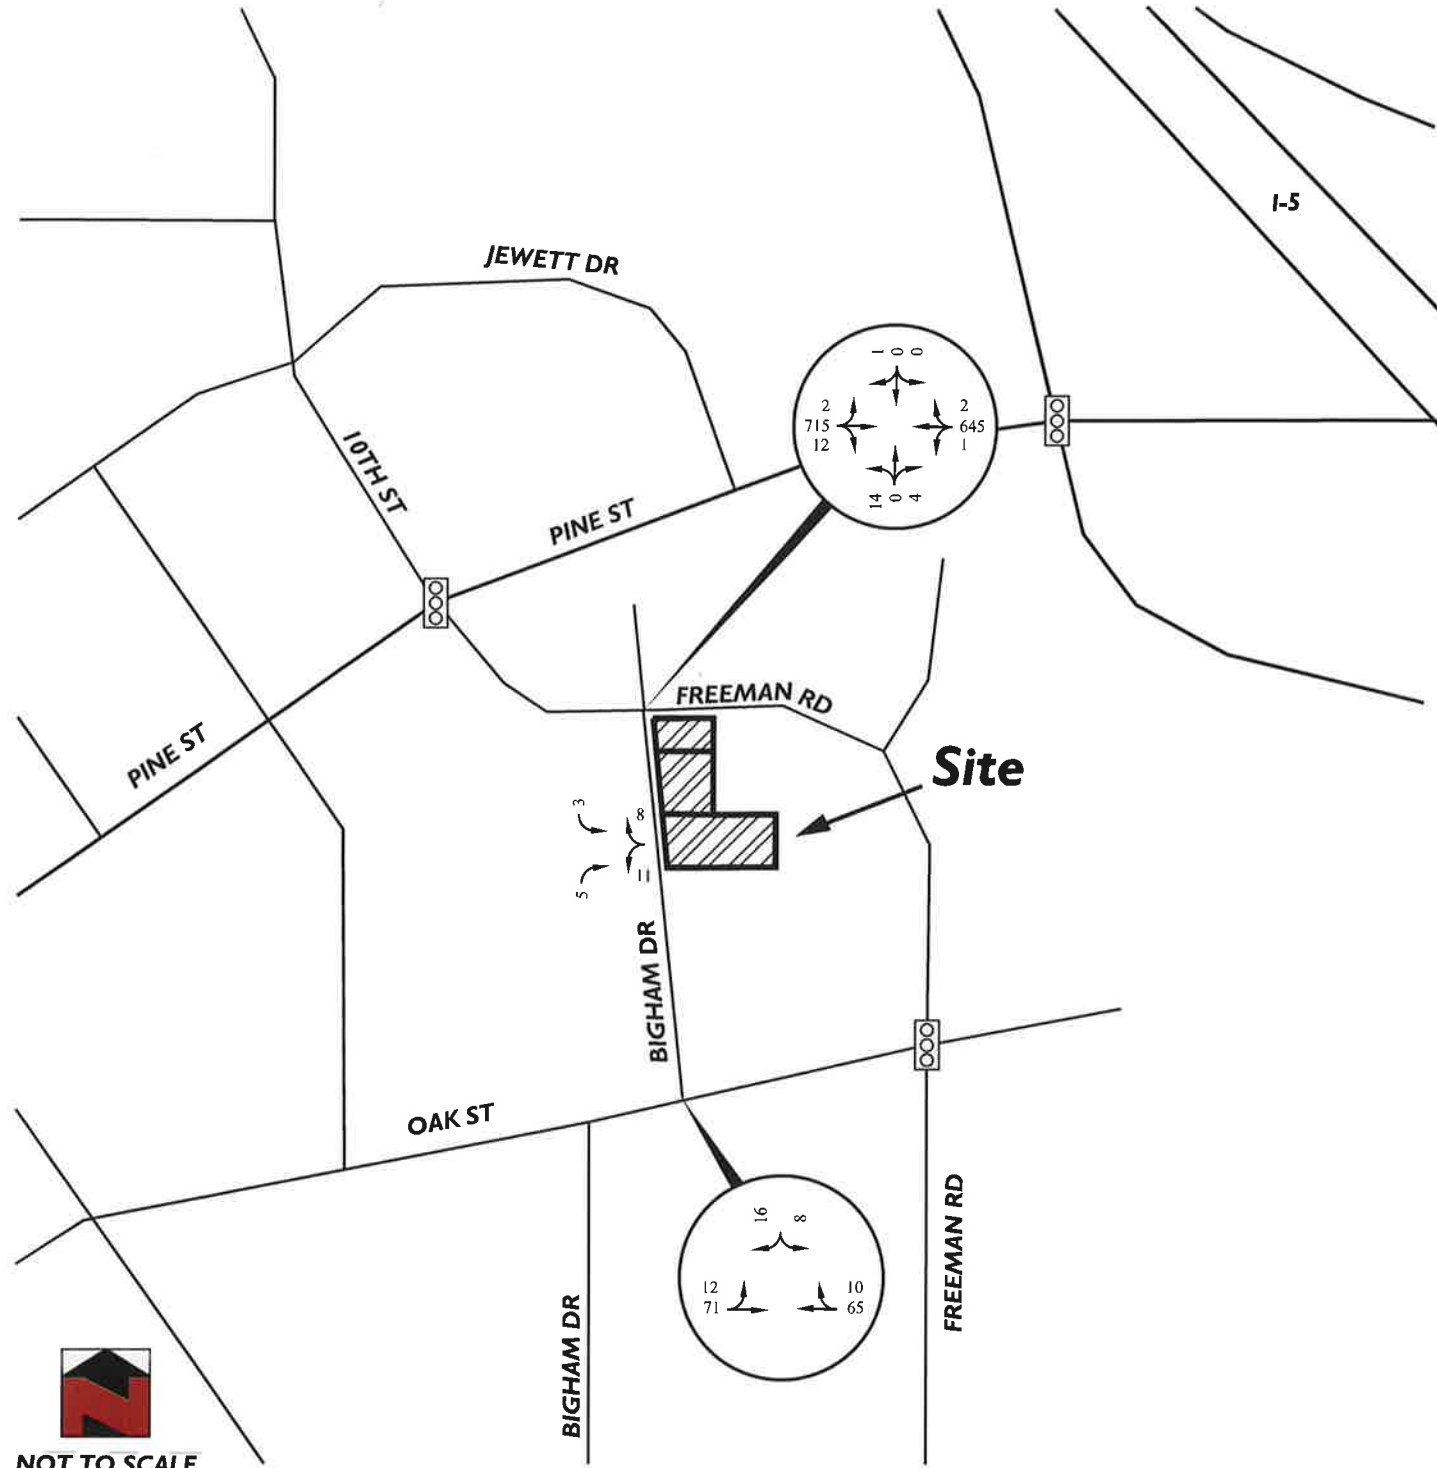 I-5
JEWETT DR
1 0 0
2
715
12
2
645
1
14 0 4
10TH ST
PINE ST
FREEMAN RD
PINE ST
Site
3
8
5
11
BIGHAM DR
OAK ST
16 8
12
71
10
65
FREEMAN RD
BIGHAM DR
NOT TO SCALE